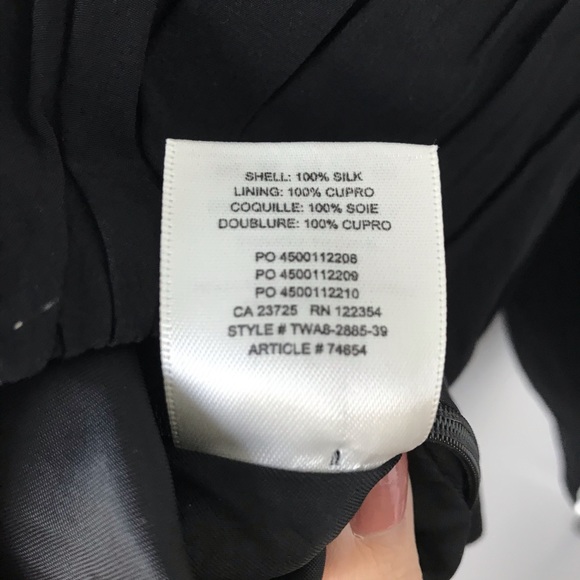 SHELL: 100% SILK
LINING: 100% CUPRO
COQUILLE: 100% SOIE
DOUBLURE: 100% CUPRO
PO 4500112208
PO 4500112209
PO 4500112210
CA 23725 RN 122354
STYLE # TWA8-2885-39
ARTICLE # 74654